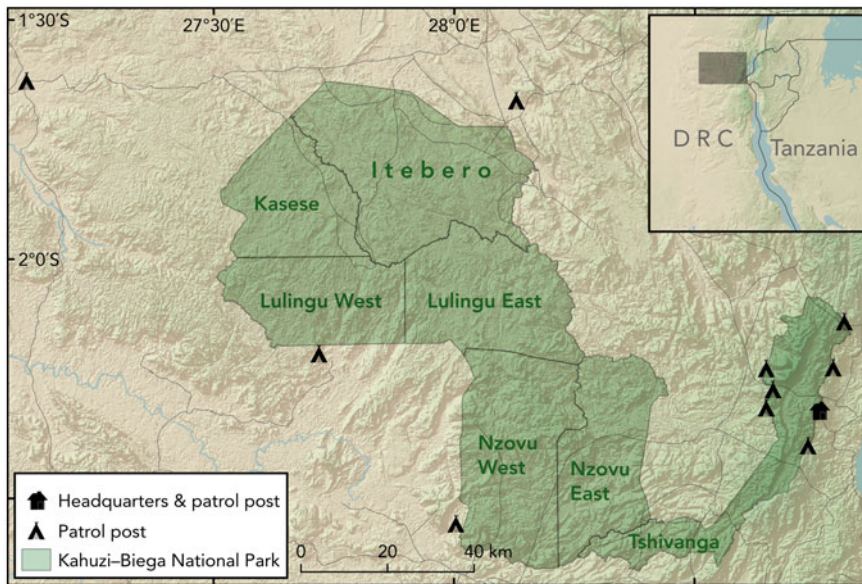 1°30′S
27°30′E
28°0′E
DRC
Tanzania
Itebero
Kasese
2°0′S
Lulingu West
Lulingu East
Nzovu
West
Nzovu
East
Tshivanga
Headquarters & patrol post
Patrol post
Kahuzi–Biega National Park
0 20 40 km